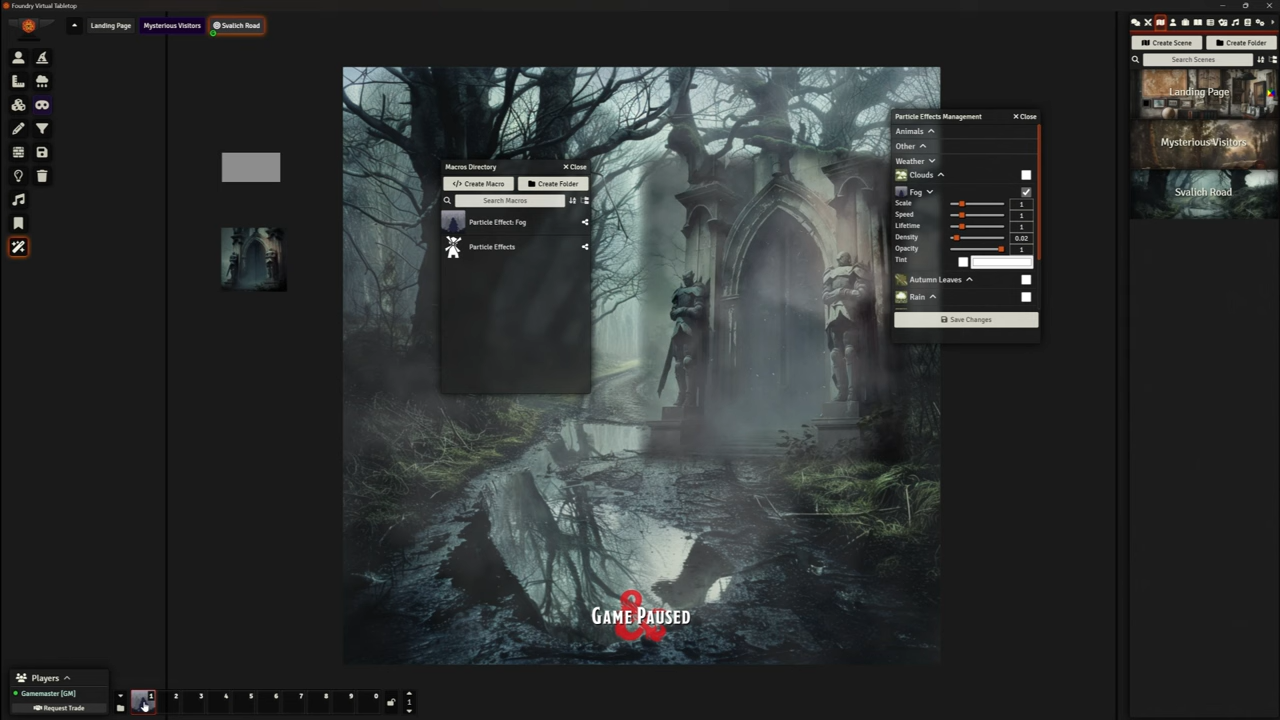 Foundry Virtual Tabletop
Landing Page
Mysterious Visitors
Svalich Road
Create Scene
Create Folder
Search Scenes
Landing Page
Mysterious Visitors
Svalich Road
Particle Effects Management
Close
Animals
Other
Weather
Clouds
Fog
Scale
1
Speed
1
Lifetime
1
Density
0.02
Opacity
1
Tint
Autumn Leaves
Rain
Save Changes
Macros Directory
Close
Create Macro
Create Folder
Search Macros
Particle Effect: Fog
Particle Effects
&
Game Paused
Players
Gamemaster [GM]
Request Trade
1 2 3 4 5 6 7 8 9 0
1